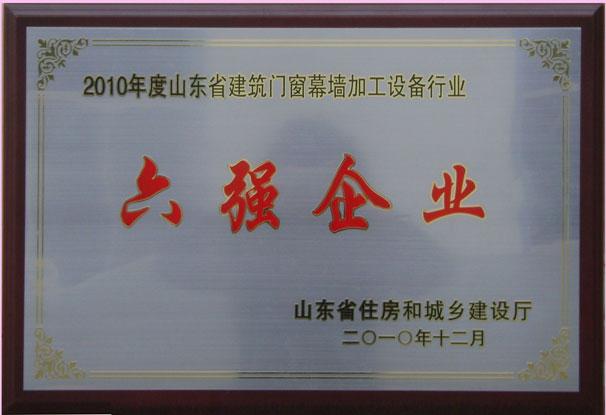 2010年度山东省建筑门窗幕墙加工设备行业
六强企业
山东省住房和城乡建设厅
二〇一〇年十二月